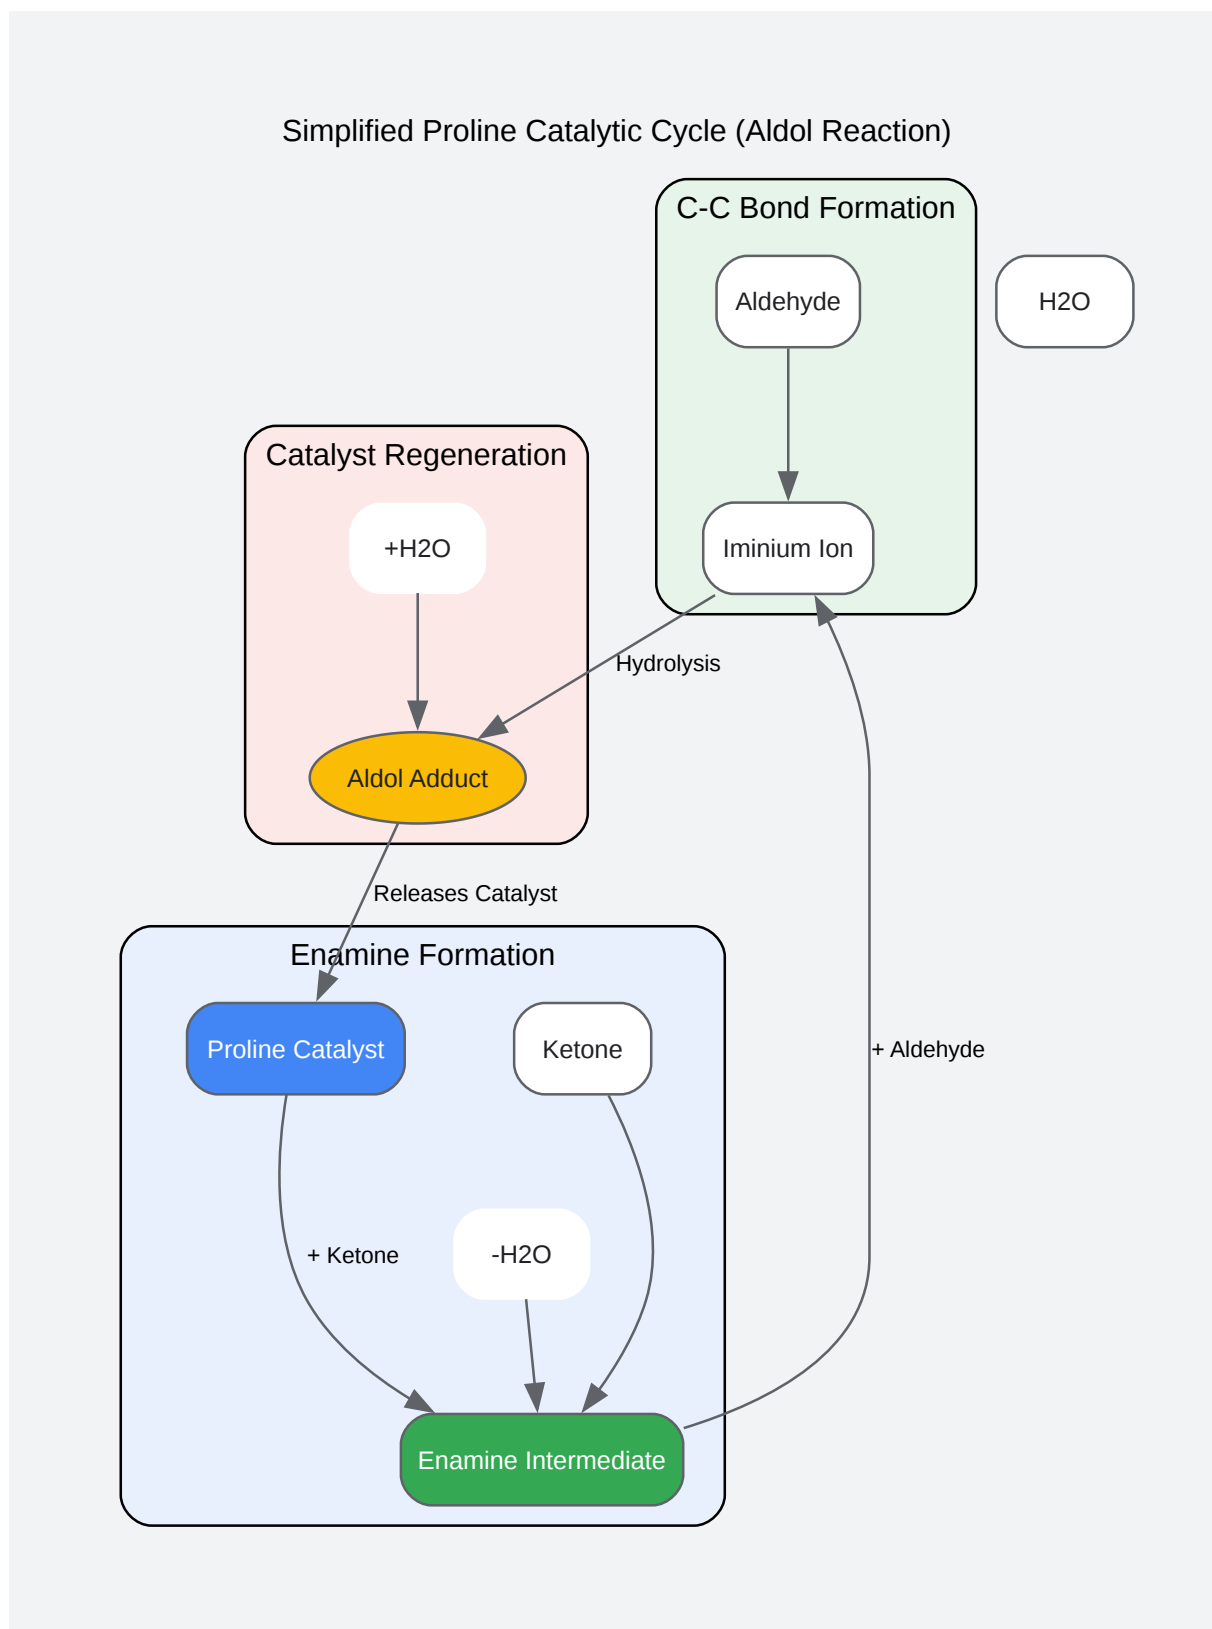 Simplified Proline Catalytic Cycle (Aldol Reaction)
C-C Bond Formation
Aldehyde
H2O
Catalyst Regeneration
+H2O
Iminium Ion
Hydrolysis
Aldol Adduct
Releases Catalyst
Enamine Formation
Proline Catalyst
Ketone
+ Aldehyde
+ Ketone
-H2O
Enamine Intermediate